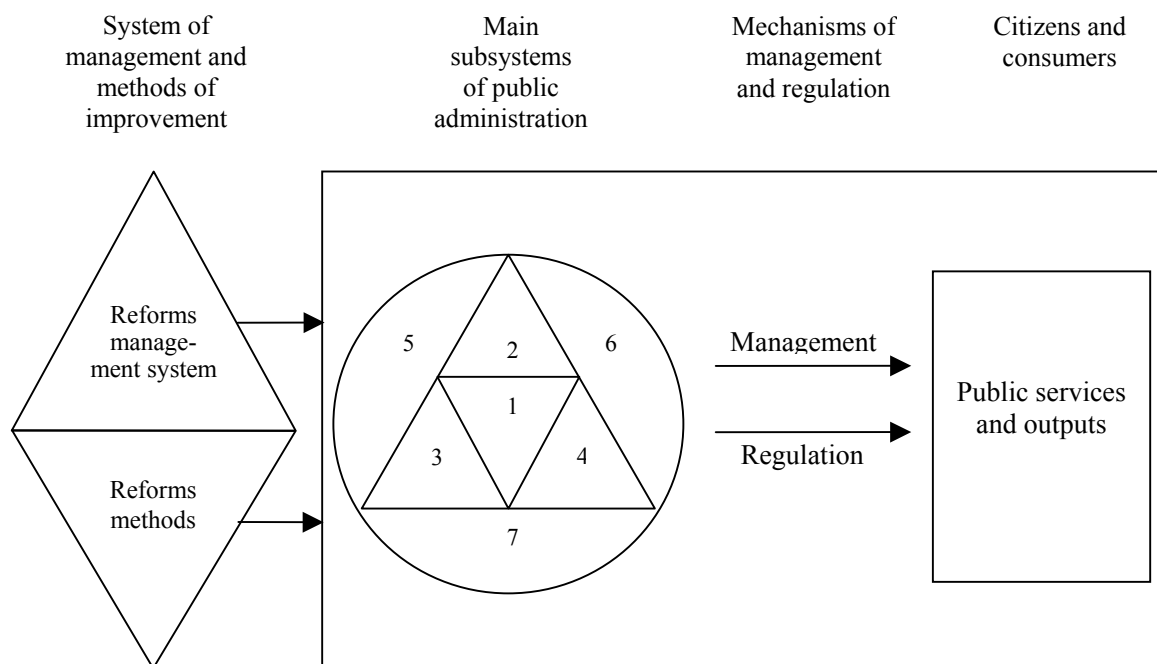 System of
management and
methods of
improvement
Main
subsystems
of public
administration
Mechanisms of
management
and regulation
Citizens and
consumers
Reforms
manage-
ment system
Reforms
methods
5
2
6
1
3
4
7
Management
Regulation
Public services
and outputs